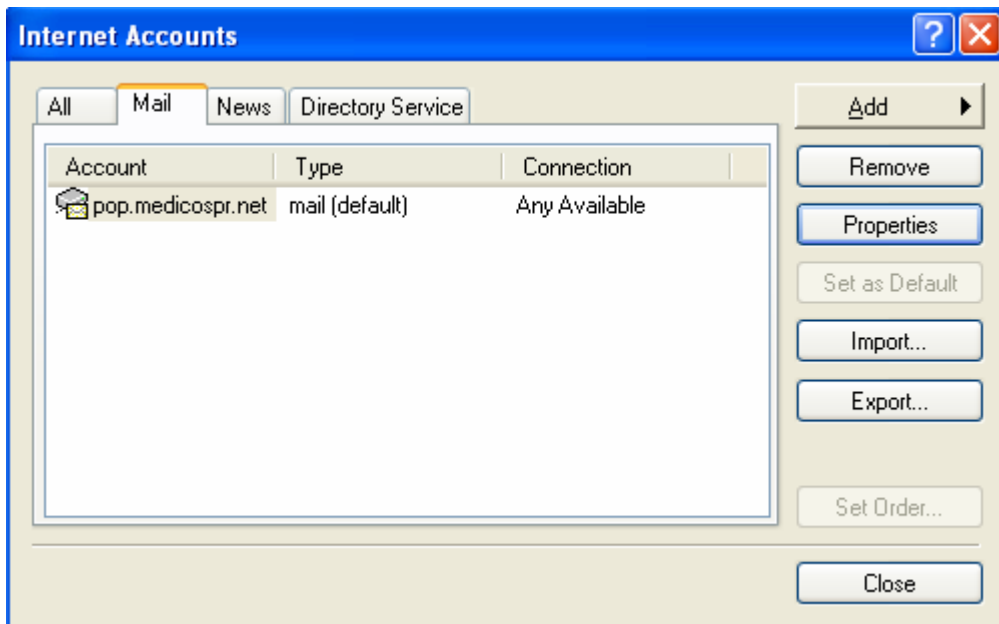 Internet Accounts
All Mail News Directory Service
Account Type Connection
pop.medicospr.net mail (default) Any Available
Add
Remove
Properties
Set as Default
Import...
Export...
Set Order...
Close